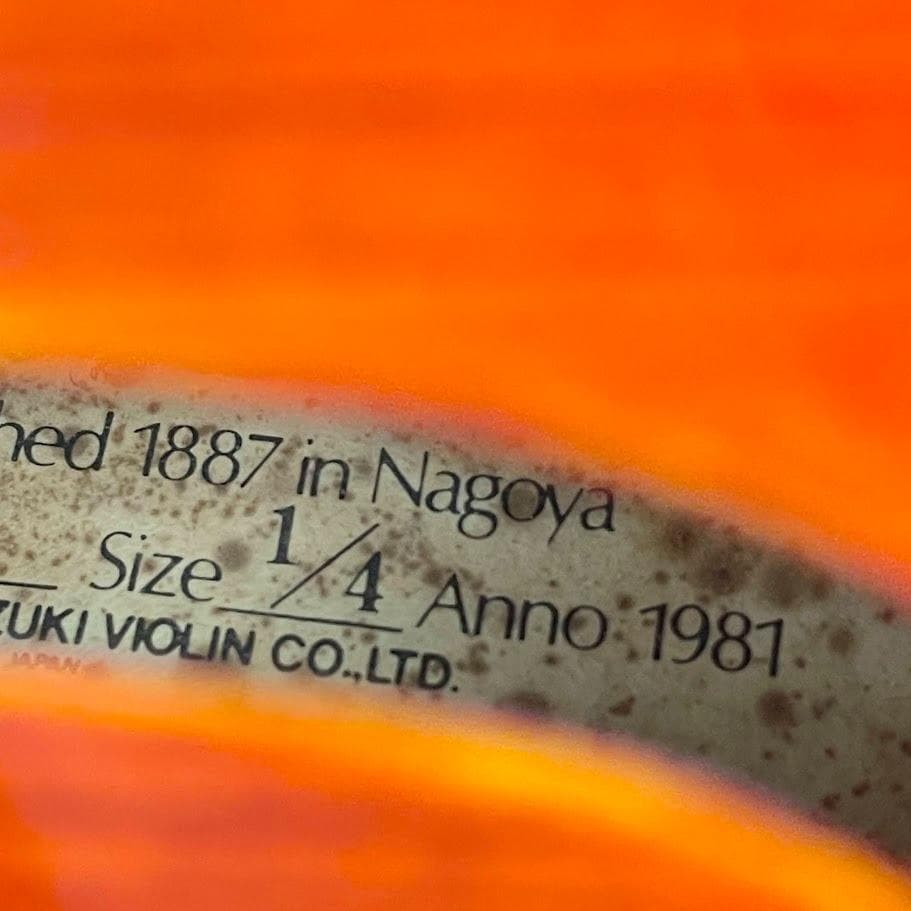 hed 1887 in Nagoya
Size 1/4 Anno 1981
ZUKI VIOLIN CO.,LTD.
JAPAN